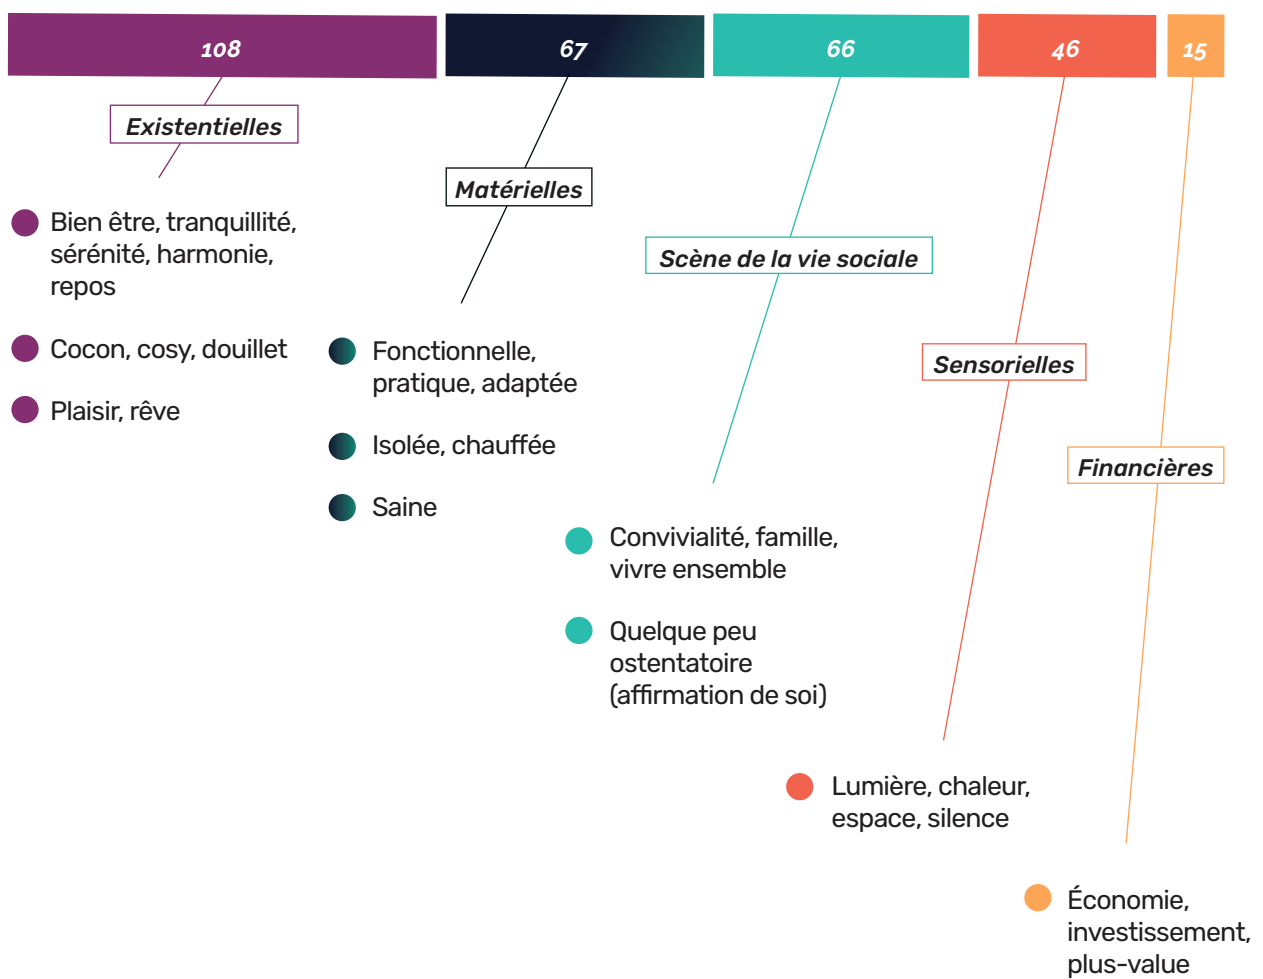 108
67
66
46
15
Existentielles
Bien être, tranquillité,
sérénité, harmonie,
repos
Cocon, cosy, douillet
Plaisir, rêve
Matérielles
Fonctionnelle,
pratique, adaptée
Isolée, chauffée
Saine
Scène de la vie sociale
Convivialité, famille,
vivre ensemble
Quelque peu
ostentatoire
(affirmation de soi)
Sensorielles
Lumière, chaleur,
espace, silence
Financières
Économie,
investissement,
plus-value